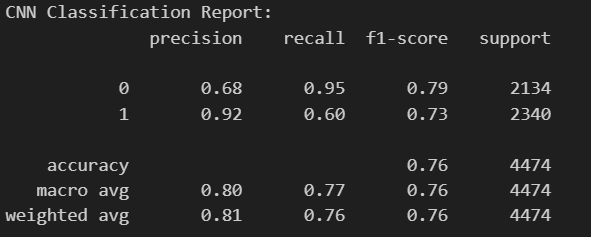 CNN Classification Report:
precision recall f1-score support
0 0.68 0.95 0.79 2134
1 0.92 0.60 0.73 2340
accuracy 0.76 4474
macro avg 0.80 0.77 0.76 4474
weighted avg 0.81 0.76 0.76 4474